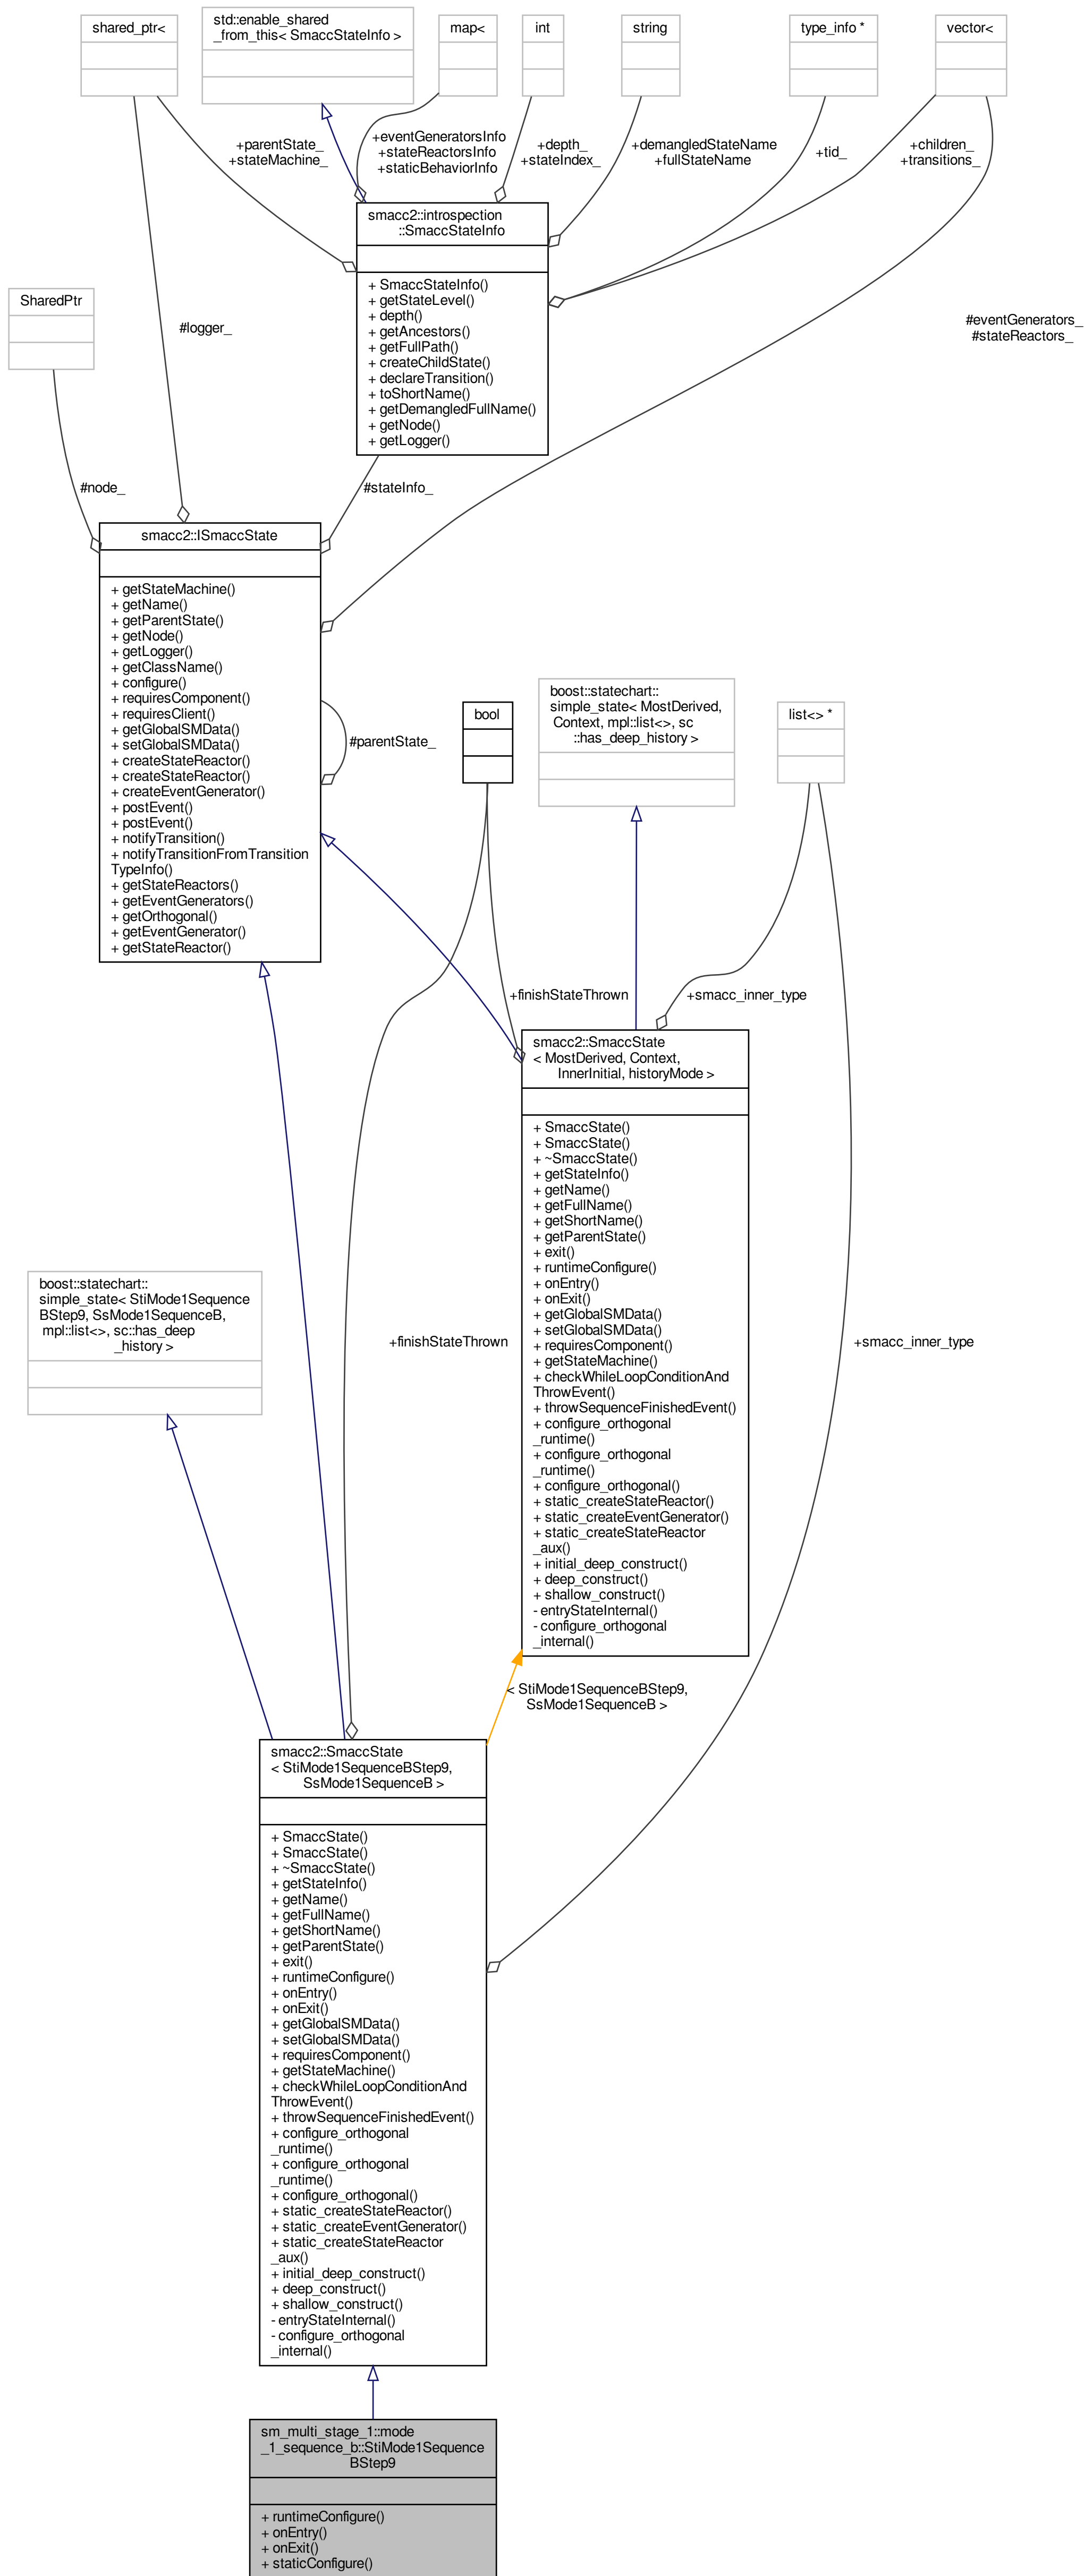 shared_ptr<
std::enable_shared
_from_this< SmaccStateInfo >
map<
int
string
type_info *
vector<
+parentState_
+stateMachine_
+eventGeneratorsInfo
+stateReactorsInfo
+staticBehaviorInfo
+depth_
+stateIndex_
+demangledStateName
+fullStateName
+tid_
+children_
+transitions_
smacc2::introspection
::SmaccStateInfo
+ SmaccStateInfo()
+ getStateLevel()
+ depth()
+ getAncestors()
+ getFullPath()
+ createChildState()
+ declareTransition()
+ toShortName()
+ getDemangledFullName()
+ getNode()
+ getLogger()
SharedPtr
#logger_
#eventGenerators_
#stateReactors_
#node_
#stateInfo_
smacc2::ISmaccState
+ getStateMachine()
+ getName()
+ getParentState()
+ getNode()
+ getLogger()
+ getClassName()
+ configure()
+ requiresComponent()
+ requiresClient()
+ getGlobalSMData()
+ setGlobalSMData()
+ createStateReactor()
+ createStateReactor()
+ createEventGenerator()
+ postEvent()
+ postEvent()
+ notifyTransition()
+ notifyTransitionFromTransition
TypeInfo()
+ getStateReactors()
+ getEventGenerators()
+ getOrthogonal()
+ getEventGenerator()
+ getStateReactor()
#parentState_
bool
boost::statechart::
simple_state< MostDerived,
Context, mpl::list<>, sc
::has_deep_history >
list<> *
+finishStateThrown
+smacc_inner_type
smacc2::SmaccState
< MostDerived, Context,
InnerInitial, historyMode >
+ SmaccState()
+ SmaccState()
+ ~SmaccState()
+ getStateInfo()
+ getName()
+ getFullName()
+ getShortName()
+ getParentState()
+ exit()
+ runtimeConfigure()
+ onEntry()
+ onExit()
+ getGlobalSMData()
+ setGlobalSMData()
+ requiresComponent()
+ getStateMachine()
+ checkWhileLoopConditionAnd
ThrowEvent()
+ throwSequenceFinishedEvent()
+ configure_orthogonal
_runtime()
+ configure_orthogonal
_runtime()
+ configure_orthogonal()
+ static_createStateReactor()
+ static_createEventGenerator()
+ static_createStateReactor
_aux()
+ initial_deep_construct()
+ deep_construct()
+ shallow_construct()
- entryStateInternal()
- configure_orthogonal
_internal()
boost::statechart::
simple_state< StiMode1Sequence
BStep9, SsMode1SequenceB,
mpl::list<>, sc::has_deep
_history >
+finishStateThrown
+smacc_inner_type
< StiMode1SequenceBStep9,
SsMode1SequenceB >
smacc2::SmaccState
< StiMode1SequenceBStep9,
SsMode1SequenceB >
+ SmaccState()
+ SmaccState()
+ ~SmaccState()
+ getStateInfo()
+ getName()
+ getFullName()
+ getShortName()
+ getParentState()
+ exit()
+ runtimeConfigure()
+ onEntry()
+ onExit()
+ getGlobalSMData()
+ setGlobalSMData()
+ requiresComponent()
+ getStateMachine()
+ checkWhileLoopConditionAnd
ThrowEvent()
+ throwSequenceFinishedEvent()
+ configure_orthogonal
_runtime()
+ configure_orthogonal
_runtime()
+ configure_orthogonal()
+ static_createStateReactor()
+ static_createEventGenerator()
+ static_createStateReactor
_aux()
+ initial_deep_construct()
+ deep_construct()
+ shallow_construct()
- entryStateInternal()
- configure_orthogonal
_internal()
sm_multi_stage_1::mode
_1_sequence_b::StiMode1Sequence
BStep9
+ runtimeConfigure()
+ onEntry()
+ onExit()
+ staticConfigure()